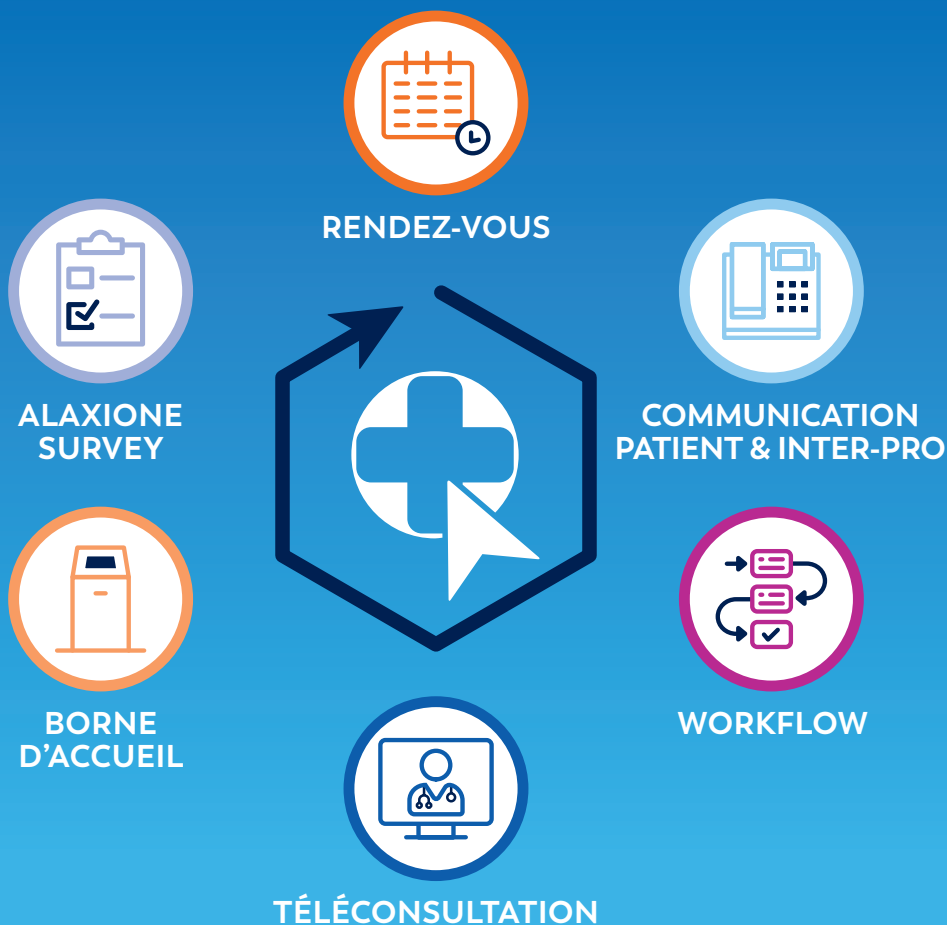 RENDEZ-VOUS
ALAXIONE
SURVEY
COMMUNICATION
PATIENT & INTER-PRO
BORNE
D’ACCUEIL
WORKFLOW
TÉLÉCONSULTATION